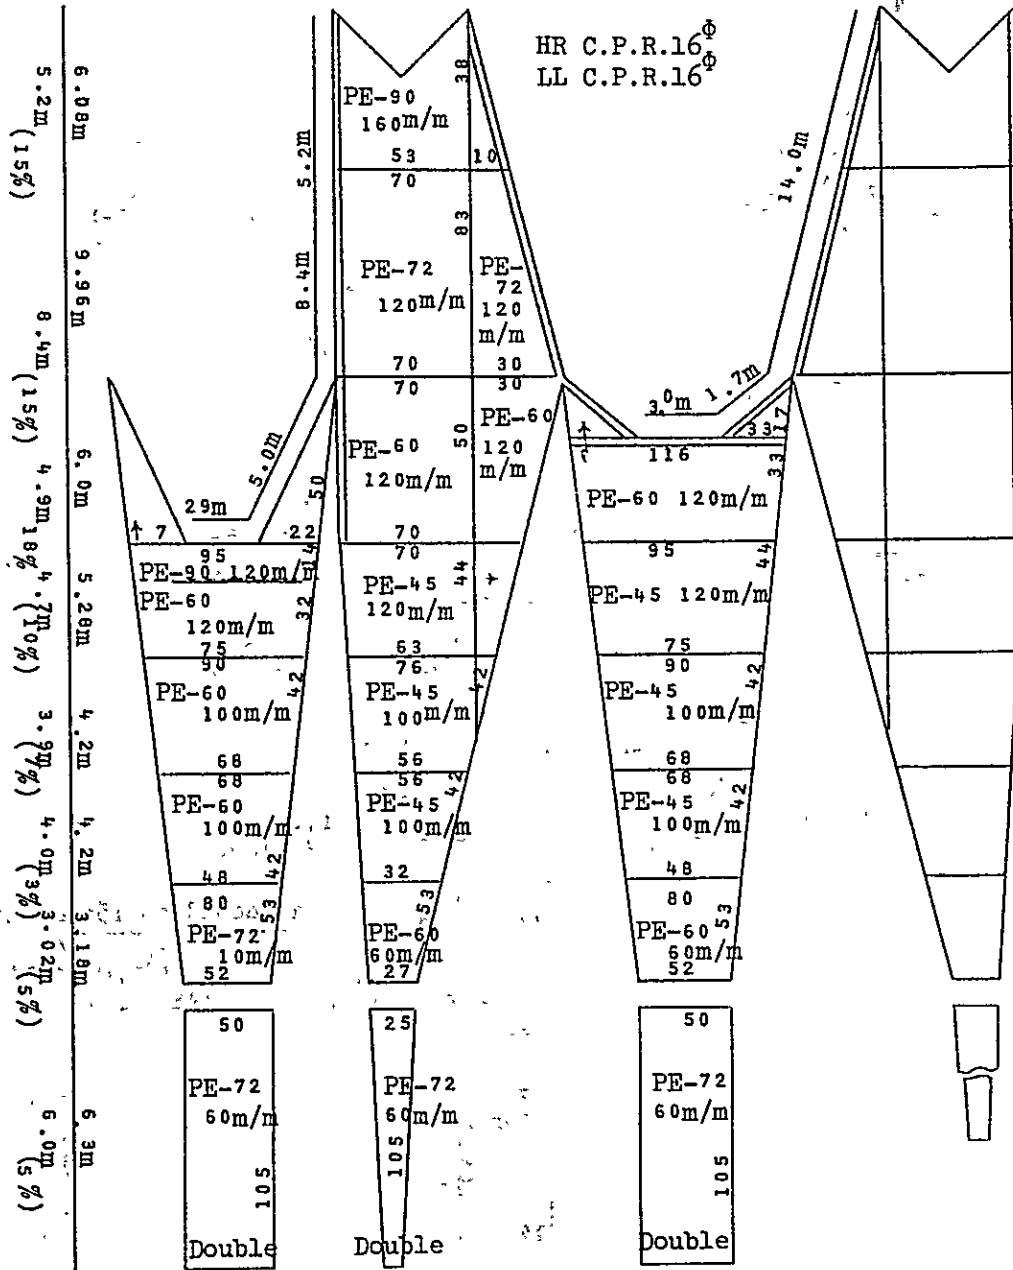 HR C.P.R.16Φ
LL C.P.R.16Φ
6.08m
5.2m (15%)
9.96m
8.4m (15%)
6.0m
4.9m 18%
5.28m
4.7m (10%)
4.2m
3.9m (7%)
4.2m
4.0m (3%)
3.18m
3.02m (5%)
6.3m
6.0m (5%)
5.2m
8.4m
5.0m
29m
50
7
22
95
4
PE-90 120m/m
PE-60
120m/m
32
75
90
PE-60
100m/m
42
68
68
PE-60
100m/m
42
48
80
PE-72
10m/m
53
52
50
PE-72
60m/m
105
Double
38
PE-90
160m/m
53
10
70
83
PE-72
120m/m
PE-
72
120
m/m
70
30
70
30
PE-60
120m/m
50
PE-60
120
m/m
70
70
PE-45
120m/m
44
63
76
PE-45
100m/m
42
56
56
PE-45
100m/m
42
32
PE-60
60m/m
53
27
25
PE-72
60m/m
105
Double
14.0m
1.7m
3.0m
33
17
116
33
PE-60 120m/m
95
44
PE-45 120m/m
75
90
PE-45
100m/m
42
68
68
PE-45
100m/m
42
48
80
PE-60
60m/m
53
52
50
PE-72
60m/m
105
Double